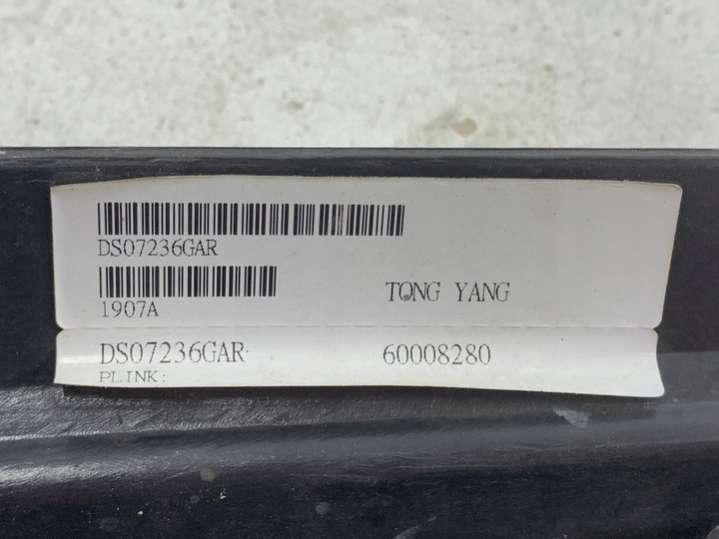 DS07236GAR
1907A
TONG YANG
DS07236GAR
60008280
PLINK: